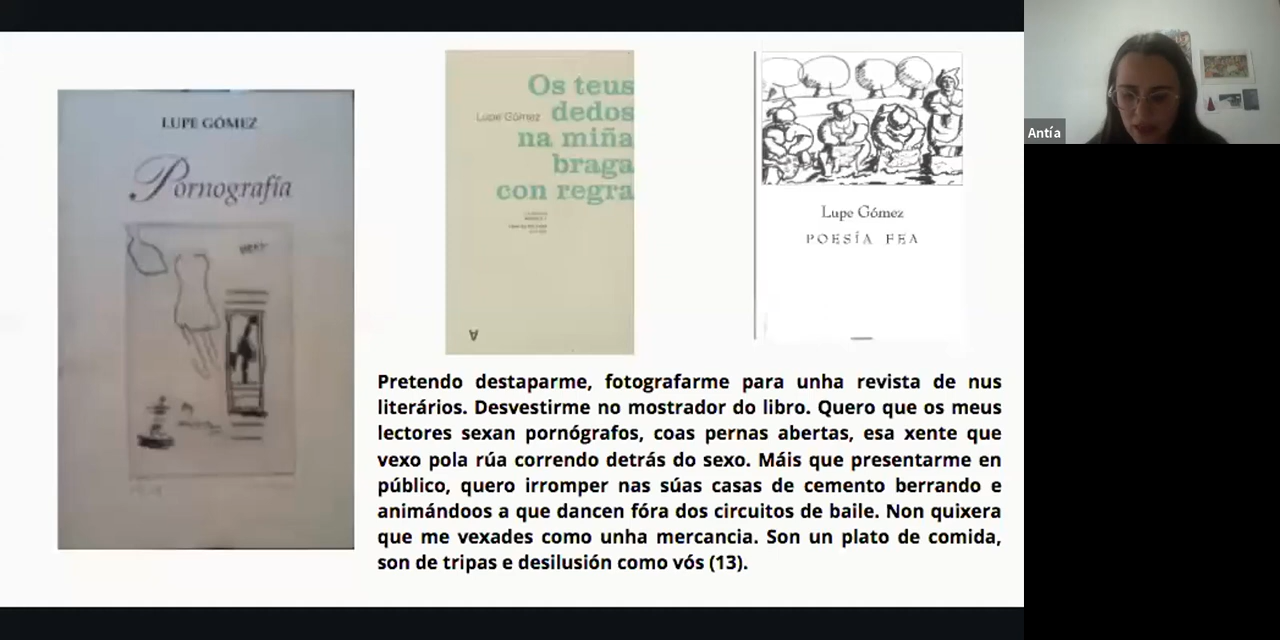 LUPE GÓMEZ
Pornografía
Os teus
dedos
Lupe Gómez
na miña
braga
con regra
Lupe Gómez
POESÍA FEA
Pretendo destaparme, fotografarme para unha revista de nus
literários. Desvestirme no mostrador do libro. Quero que os meus
lectores sexan pornógrafos, coas pernas abertas, esa xente que
vexo pola rúa correndo detrás do sexo. Máis que presentarme en
público, quero irromper nas súas casas de cemento berrando e
animándoos a que dancen fóra dos circuitos de baile. Non quixera
que me vexades como unha mercancia. Son un plato de comida,
son de tripas e desilusión como vós (13).
Antía